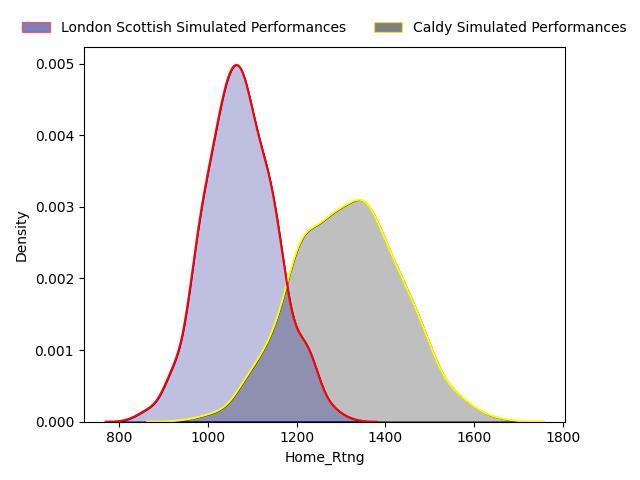 London Scottish Simulated Performances
Caldy Simulated Performances
0.005
0.004
0.003
0.002
0.001
0.000
Density
800 1000 1200 1400 1600 1800
Home_Rtng